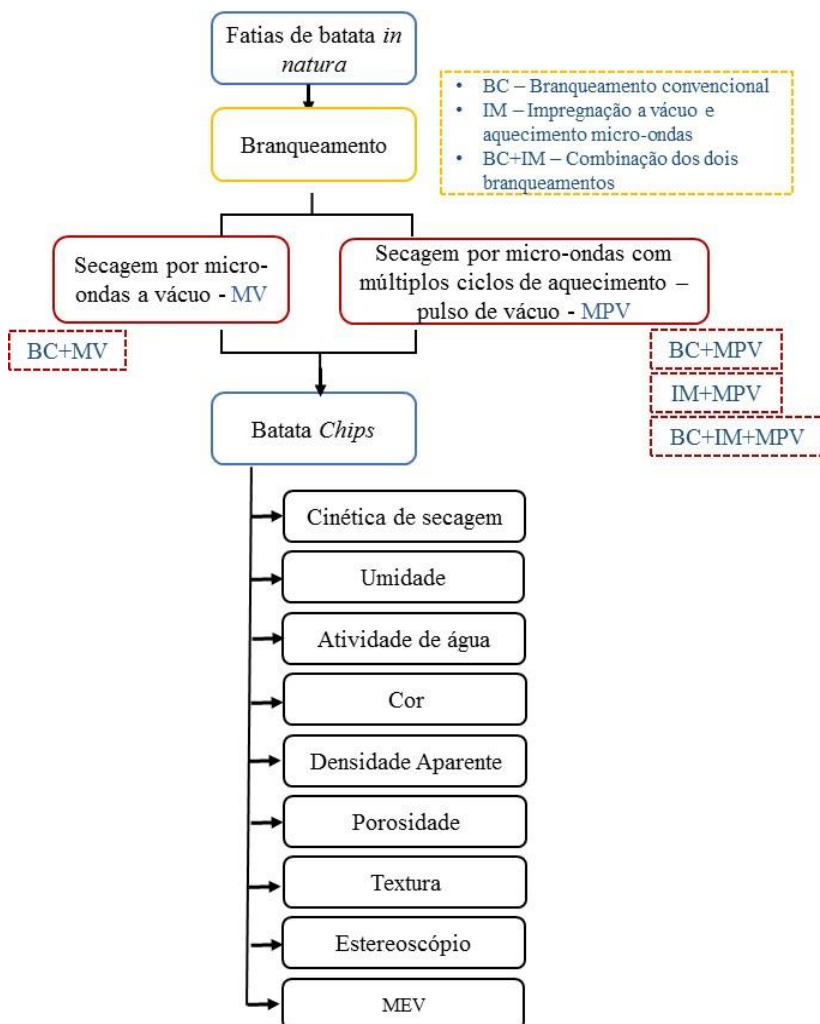 Fatias de batata in
natura
• BC – Branqueamento convencional
• IM – Impregnação a vácuo e
aquecimento micro-ondas
• BC+IM – Combinação dos dois
branqueamentos
Branqueamento
Secagem por micro-
ondas a vácuo - MV
Secagem por micro-ondas com
múltiplos ciclos de aquecimento –
pulso de vácuo - MPV
BC+MV
BC+MPV
IM+MPV
BC+IM+MPV
Batata Chips
Cinética de secagem
Umidade
Atividade de água
Cor
Densidade Aparente
Porosidade
Textura
Estereoscópio
MEV